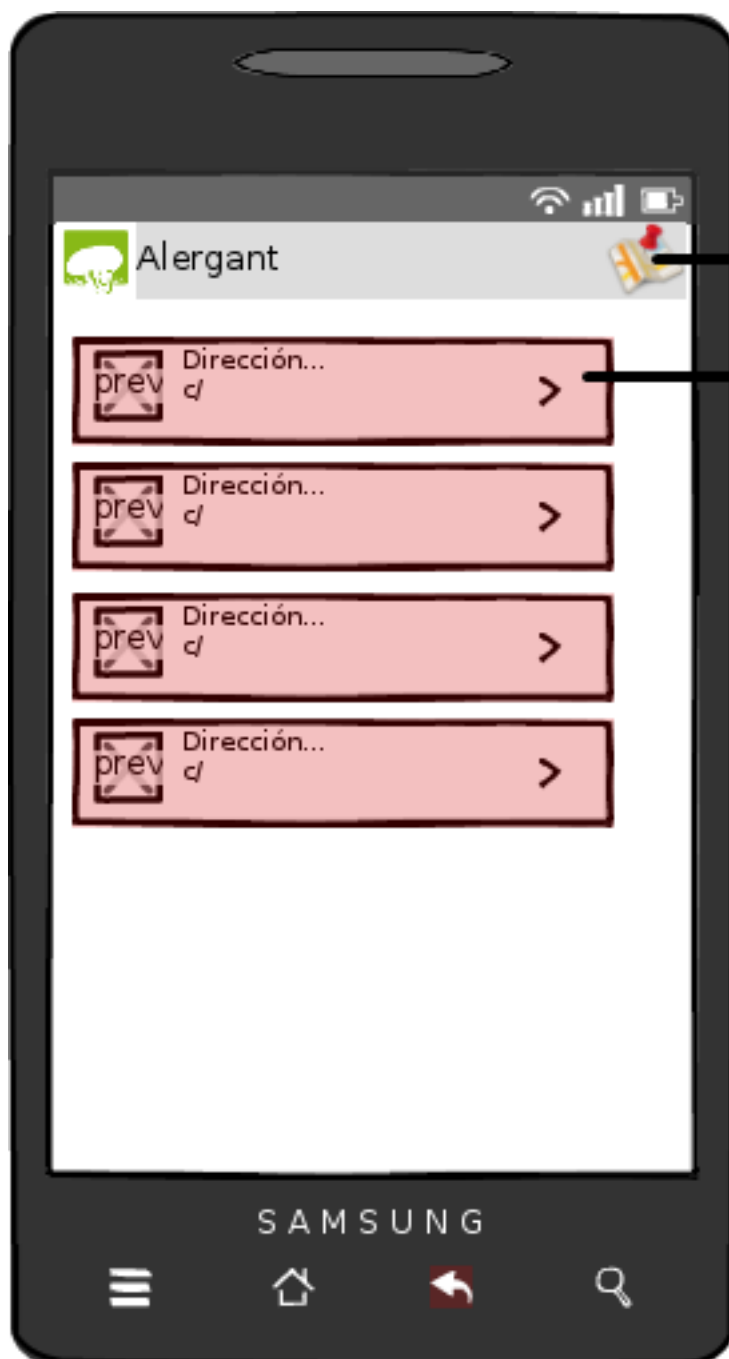 Alergant
Dirección...
prev
c/
Dirección...
prev
c/
Dirección...
prev
c/
Dirección...
prev
c/
SAMSUNG